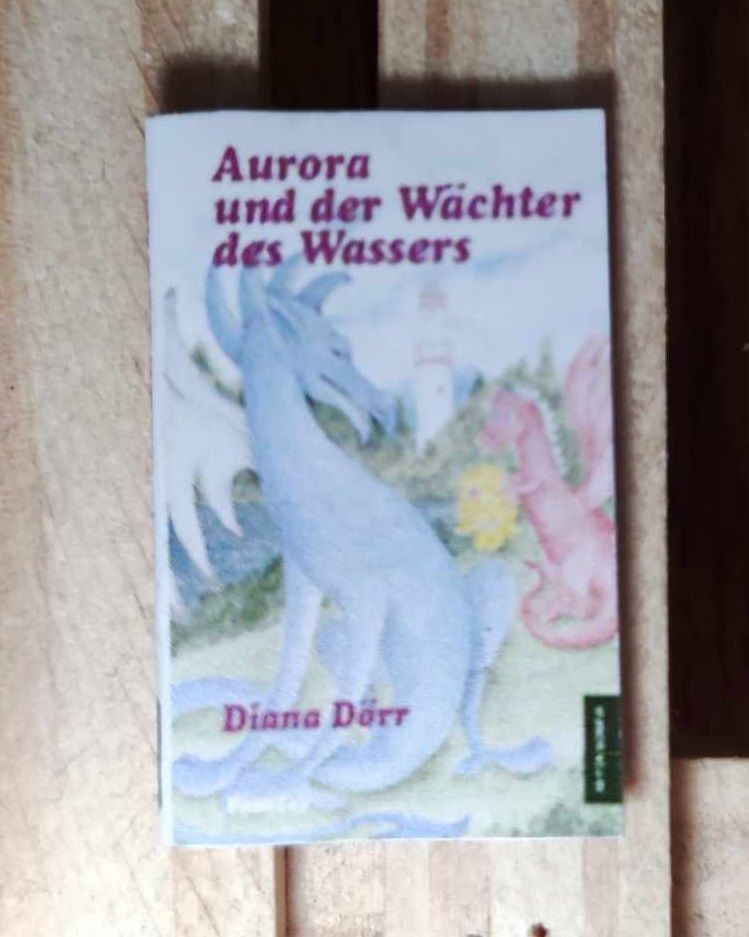 Aurora
und der Wächter
des Wassers
Diana Dörr